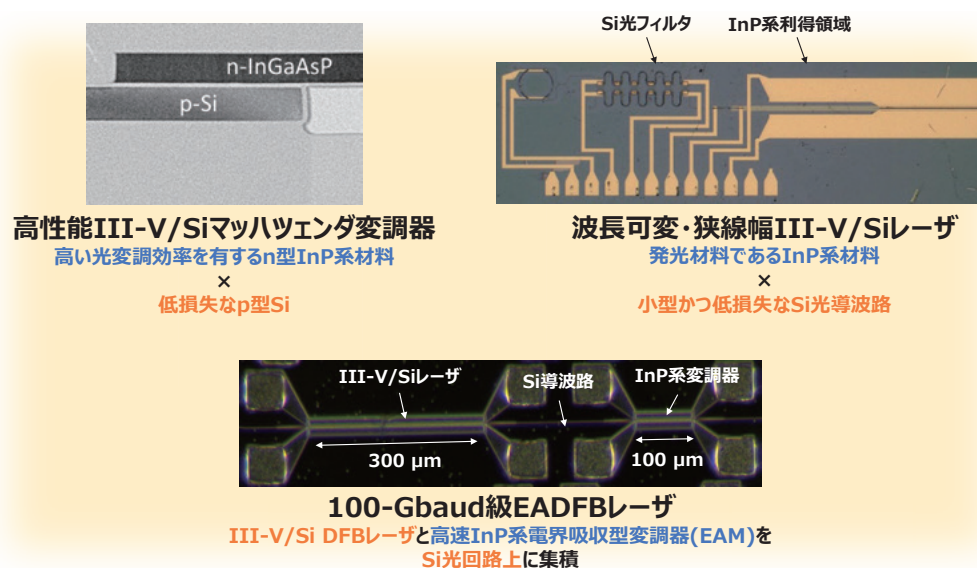 n-InGaAsP
p-Si
高性能III-V/Siマッハツェンダ変調器
高い光変調効率を有するn型InP系材料
×
低損失なp型Si
Si光フィルタ
InP系利得領域
波長可変・狭線幅III-V/Siレーザ
発光材料であるInP系材料
×
小型かつ低損失なSi光導波路
III-V/Siレーザ
Si導波路
InP系変調器
300 μm
100 μm
100-Gbaud級EADFBレーザ
III-V/Si DFBレーザと高速InP系電界吸収型変調器(EAM)を
Si光回路上に集積